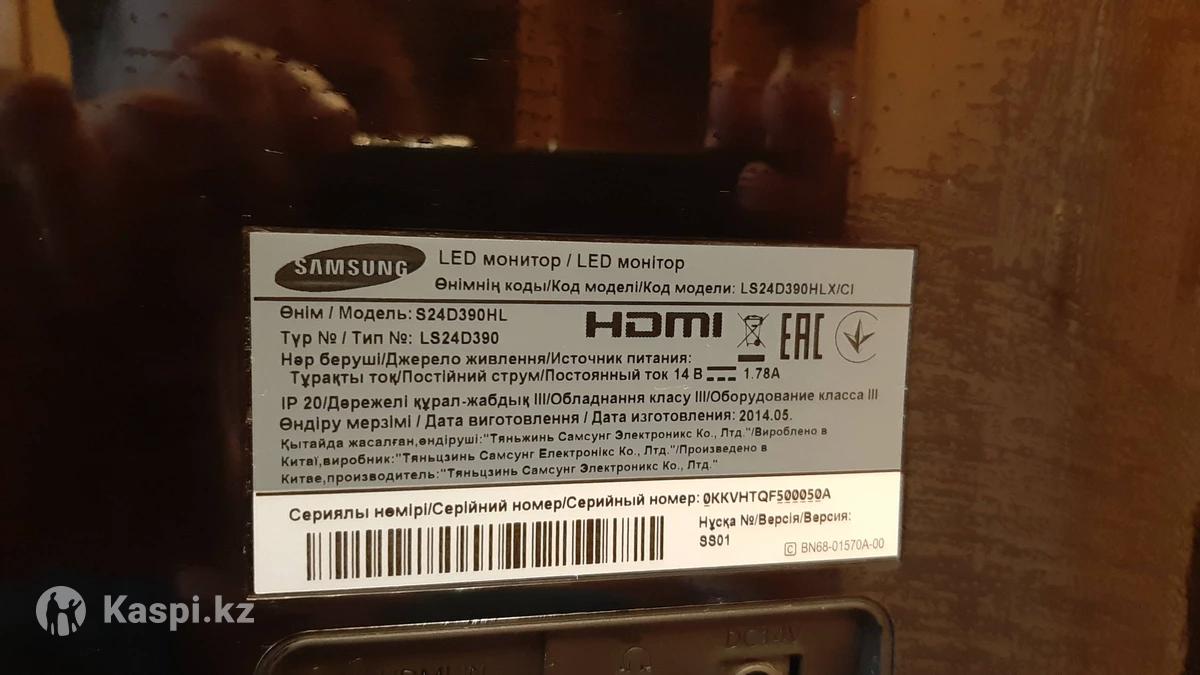 SAMSUNG
LED монитор / LED монітор
Өнімнің коды/Код моделі/Код модели: LS24D390HLX/CI
Өнім / Модель: S24D390HL
Түр № / Тип №: LS24D390
HDMI
EAC
Нәр беруші/Джерело живлення/Источник питания:
Тұрақты тоқ/Постійний струм/Постоянный ток 14 В 1.78A
IP 20/Дәрежелі құрал-жабдық III/Обладнання класу III/Оборудование класса III
Өндіру мерзімі / Дата виготовлення / Дата изготовления: 2014.05.
Қытайда жасалған,өндіруші:"Тяньжинь Самсунг Электроникс Ко., Лтд."/Вироблено в
Китаї,виробник:"Тяньцзинь Самсунг Електронікс Ко., Лтд."/Произведено в
Китае,производитель:"Тяньцзинь Самсунг Электроникс Ко., Лтд."
Сериялы нөмірі/Серійний номер/Серийный номер: 0KKVHTQF500050A
Нұсқа №/Версія/Версия:
SS01
C BN68-01570A-00
Kaspi.kz
HDMI IN
DC 14V